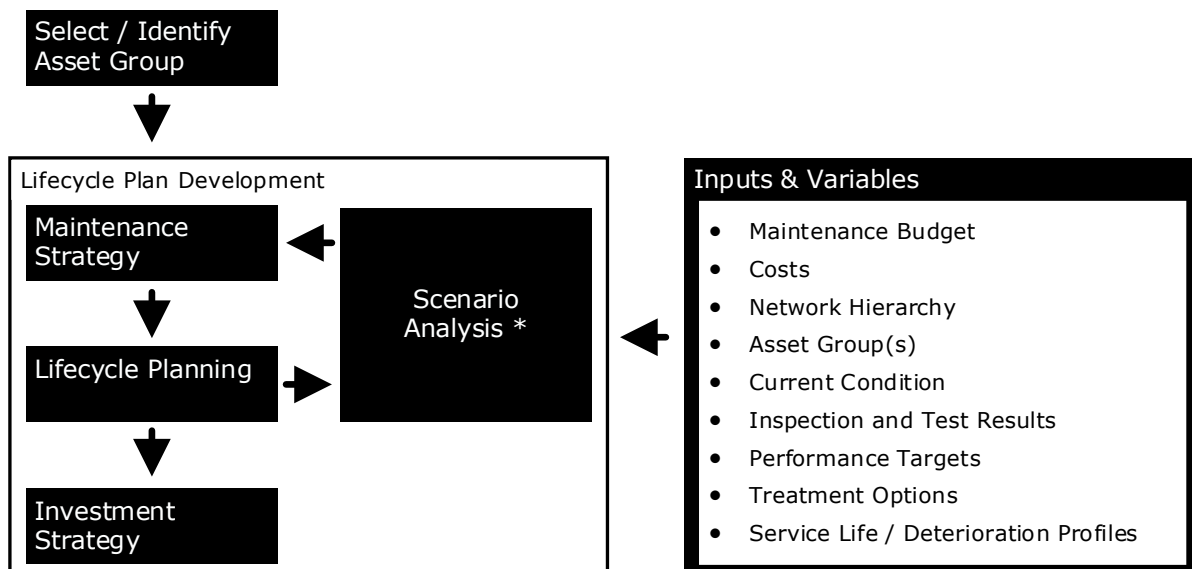 Select / Identify
Asset Group
Lifecycle Plan Development
Maintenance
Strategy
Lifecycle Planning
Investment
Strategy
Scenario
Analysis *
Inputs & Variables
• Maintenance Budget
• Costs
• Network Hierarchy
• Asset Group(s)
• Current Condition
• Inspection and Test Results
• Performance Targets
• Treatment Options
• Service Life / Deterioration Profiles